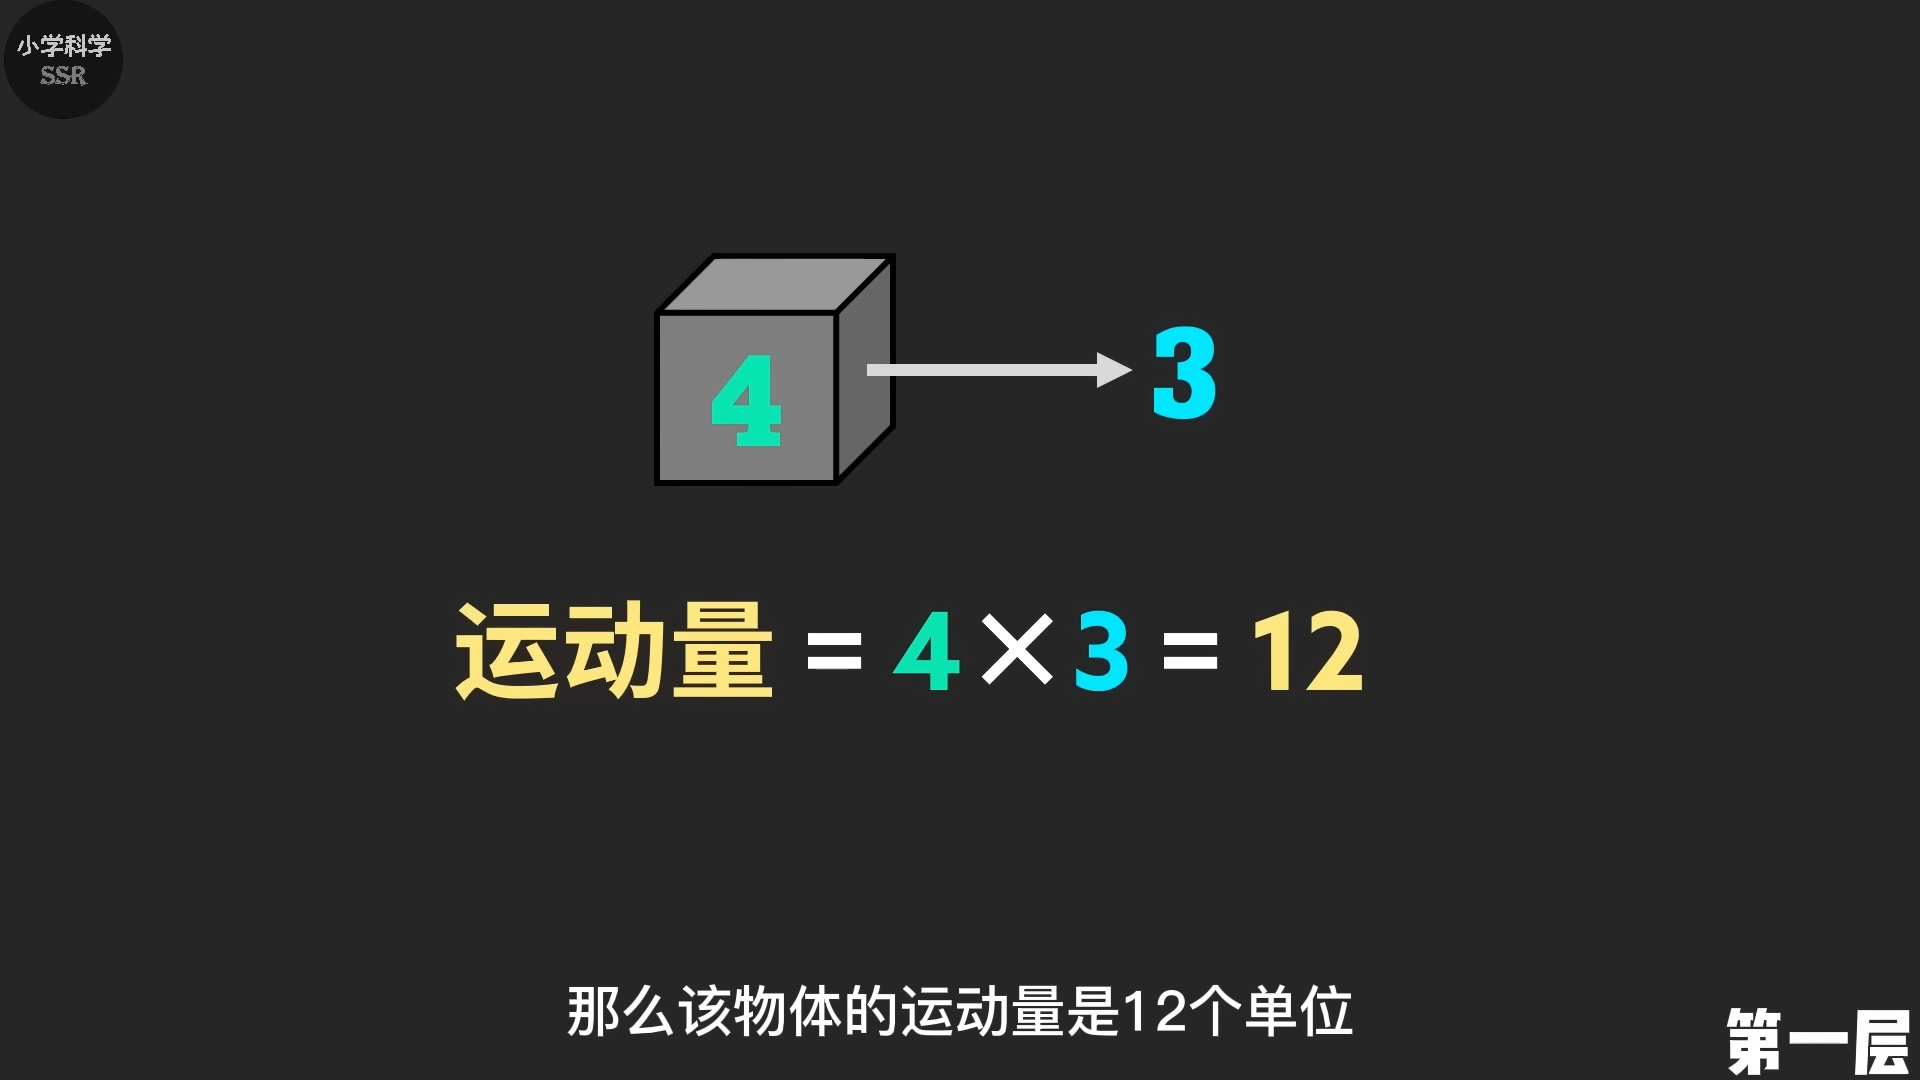 小学科学
SSR
4
3
运动量 = 4×3 = 12
那么该物体的运动量是12个单位
第一层